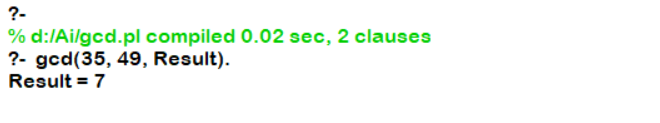 ?-
% d:/Ai/gcd.pl compiled 0.02 sec, 2 clauses
?- gcd(35, 49, Result).
Result = 7